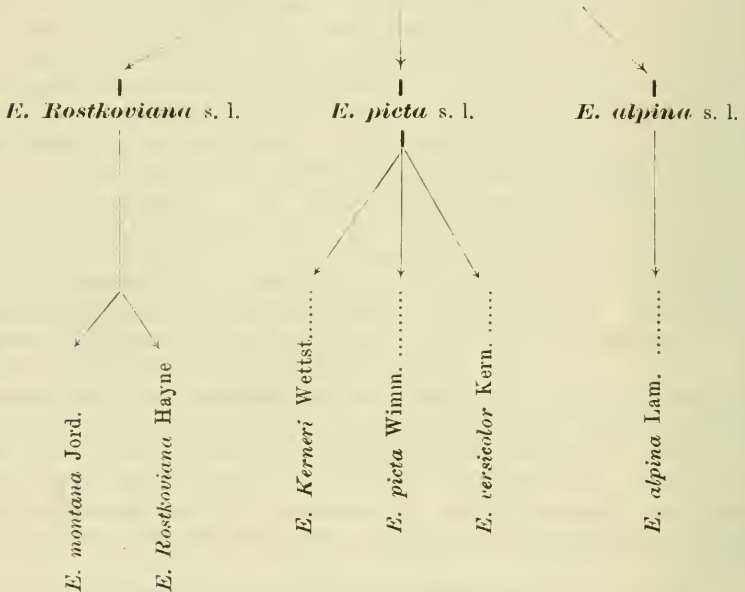 E. Rostkoviana s. l.
E. picta s. l.
E. alpina s. l.
E. montana Jord.
E. Rostkoviana Hayne
E. Kerneri Wettst.......
E. picta Wimm. .........
E. versicolor Kern. ......
E. alpina Lam. .........